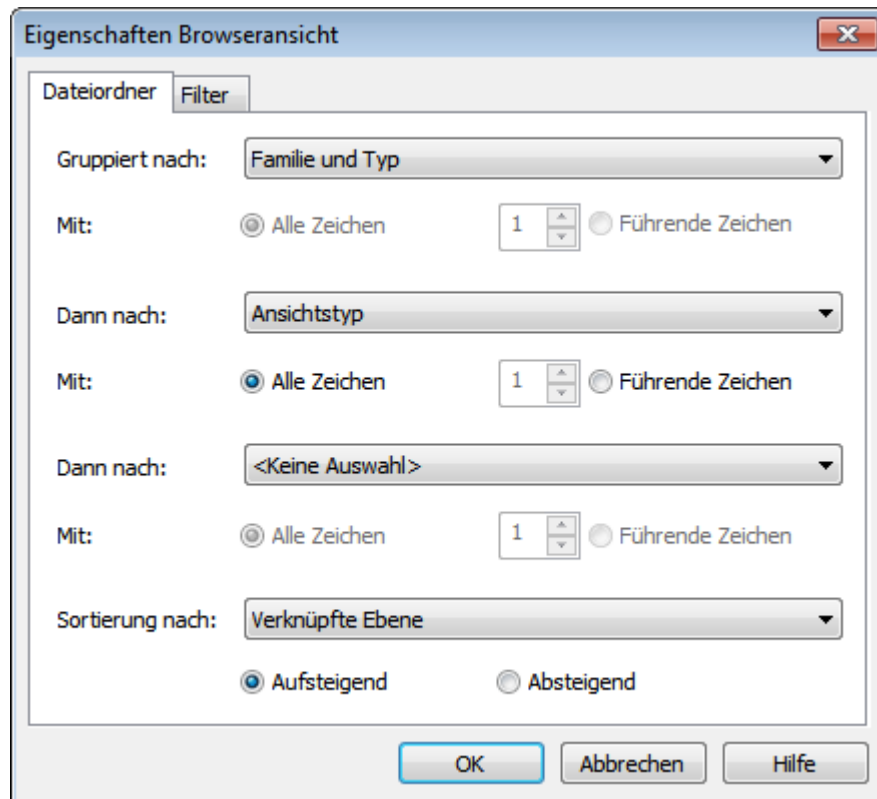 Eigenschaften Browseransicht
Dateiordner Filter
Gruppiert nach: Familie und Typ
Mit: Alle Zeichen 1 Führende Zeichen
Dann nach: Ansichtstyp
Mit: Alle Zeichen 1 Führende Zeichen
Dann nach: <Keine Auswahl>
Mit: Alle Zeichen 1 Führende Zeichen
Sortierung nach: Verknüpfte Ebene
Aufsteigend Absteigend
OK Abbrechen Hilfe